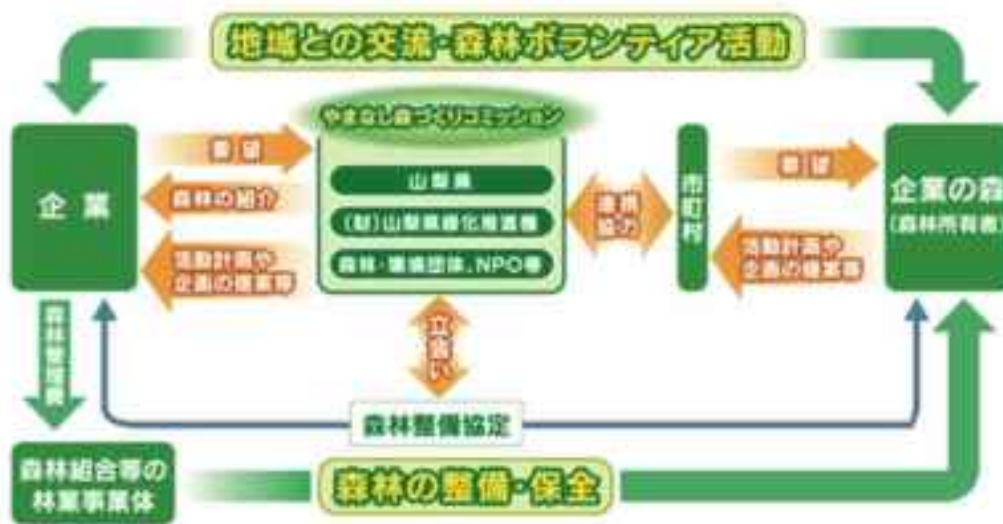 地域との交流・森林ボランティア活動
やまなし森づくりコミッション
企業
要望
森林の紹介
活動計画や
企画の提案等
山梨県
(財)山梨県緑化推進機
森林・環境団体、NPO等
連携
協力
市町村
要望
活動計画や
企画の提案等
企業の森
(森林所有者
立会い
森林整備協定
森林組合等の
林業事業体
森林の整備・保全